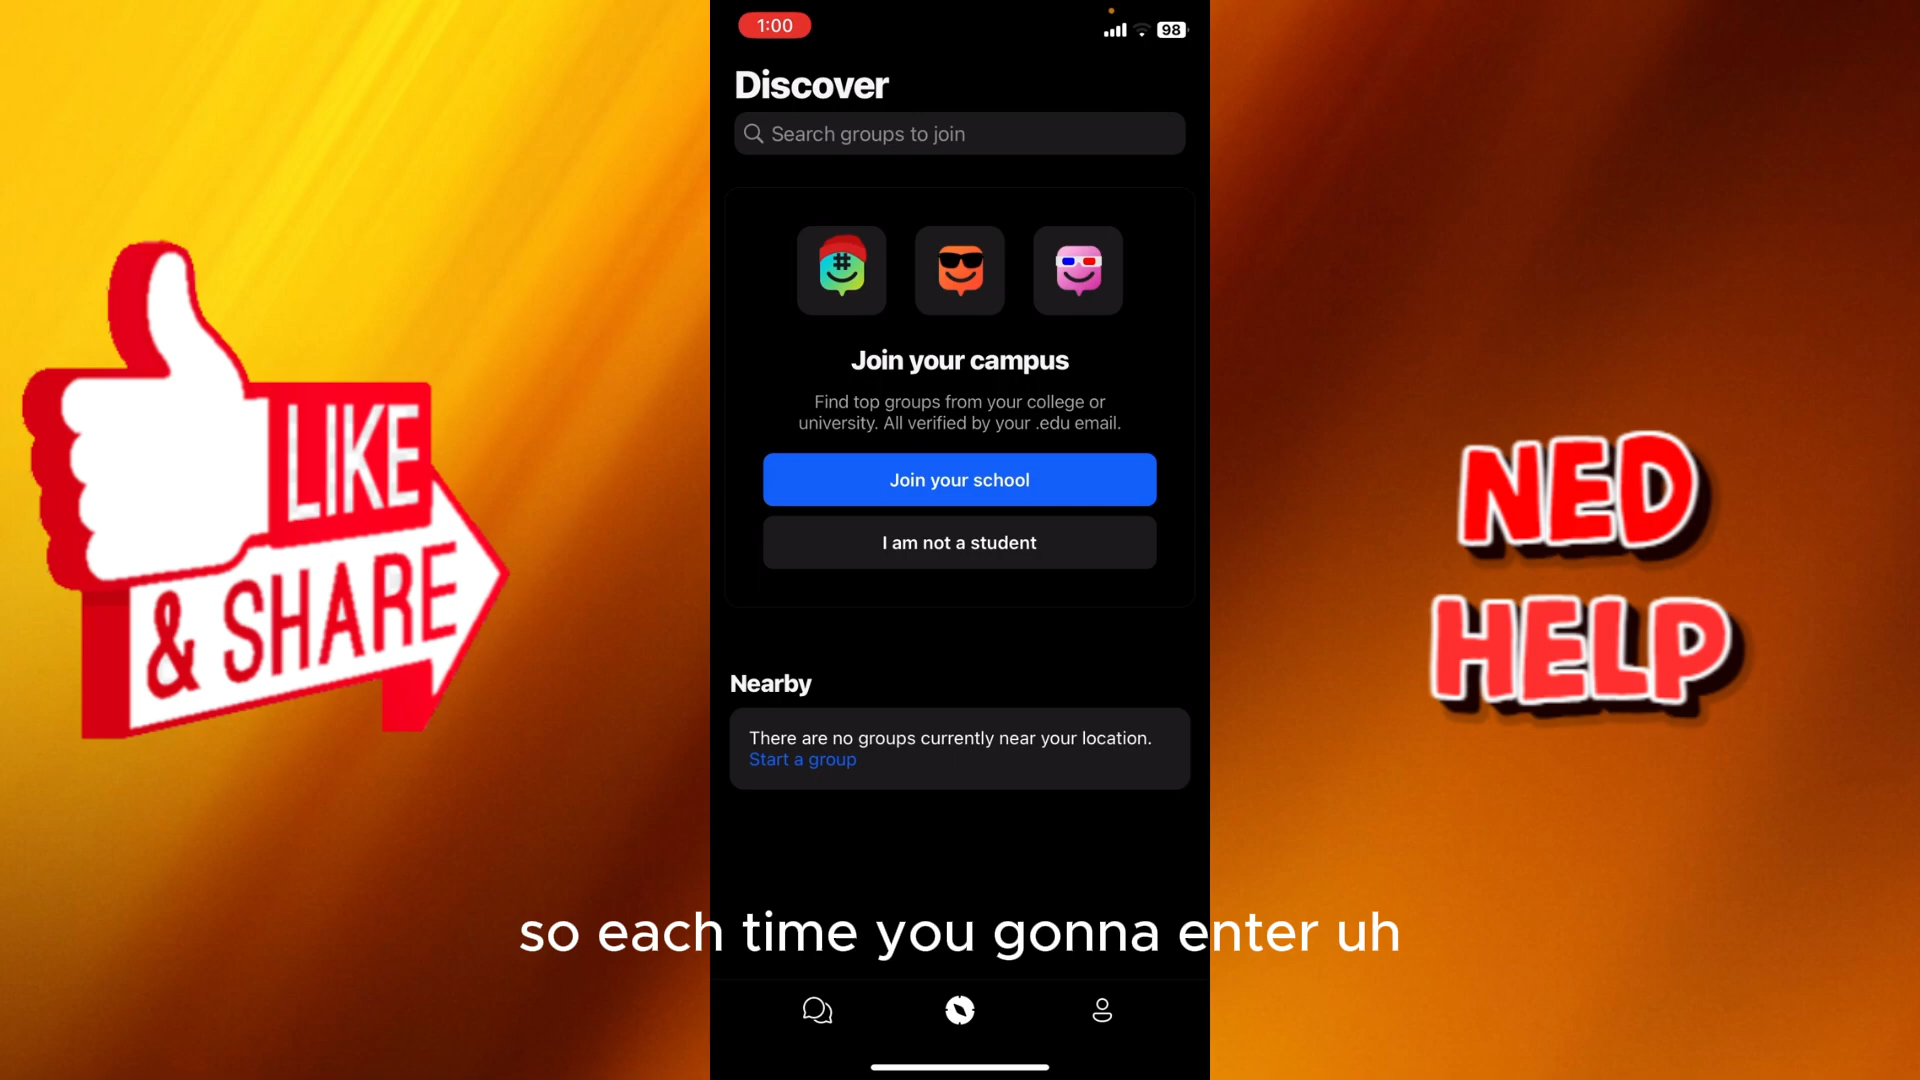 1:00
98
Discover
Search groups to join
#
Join your campus
Find top groups from your college or
university. All verified by your .edu email.
Join your school
I am not a student
LIKE
& SHARE
NED
HELP
Nearby
There are no groups currently near your location.
Start a group
so each time you gonna enter uh